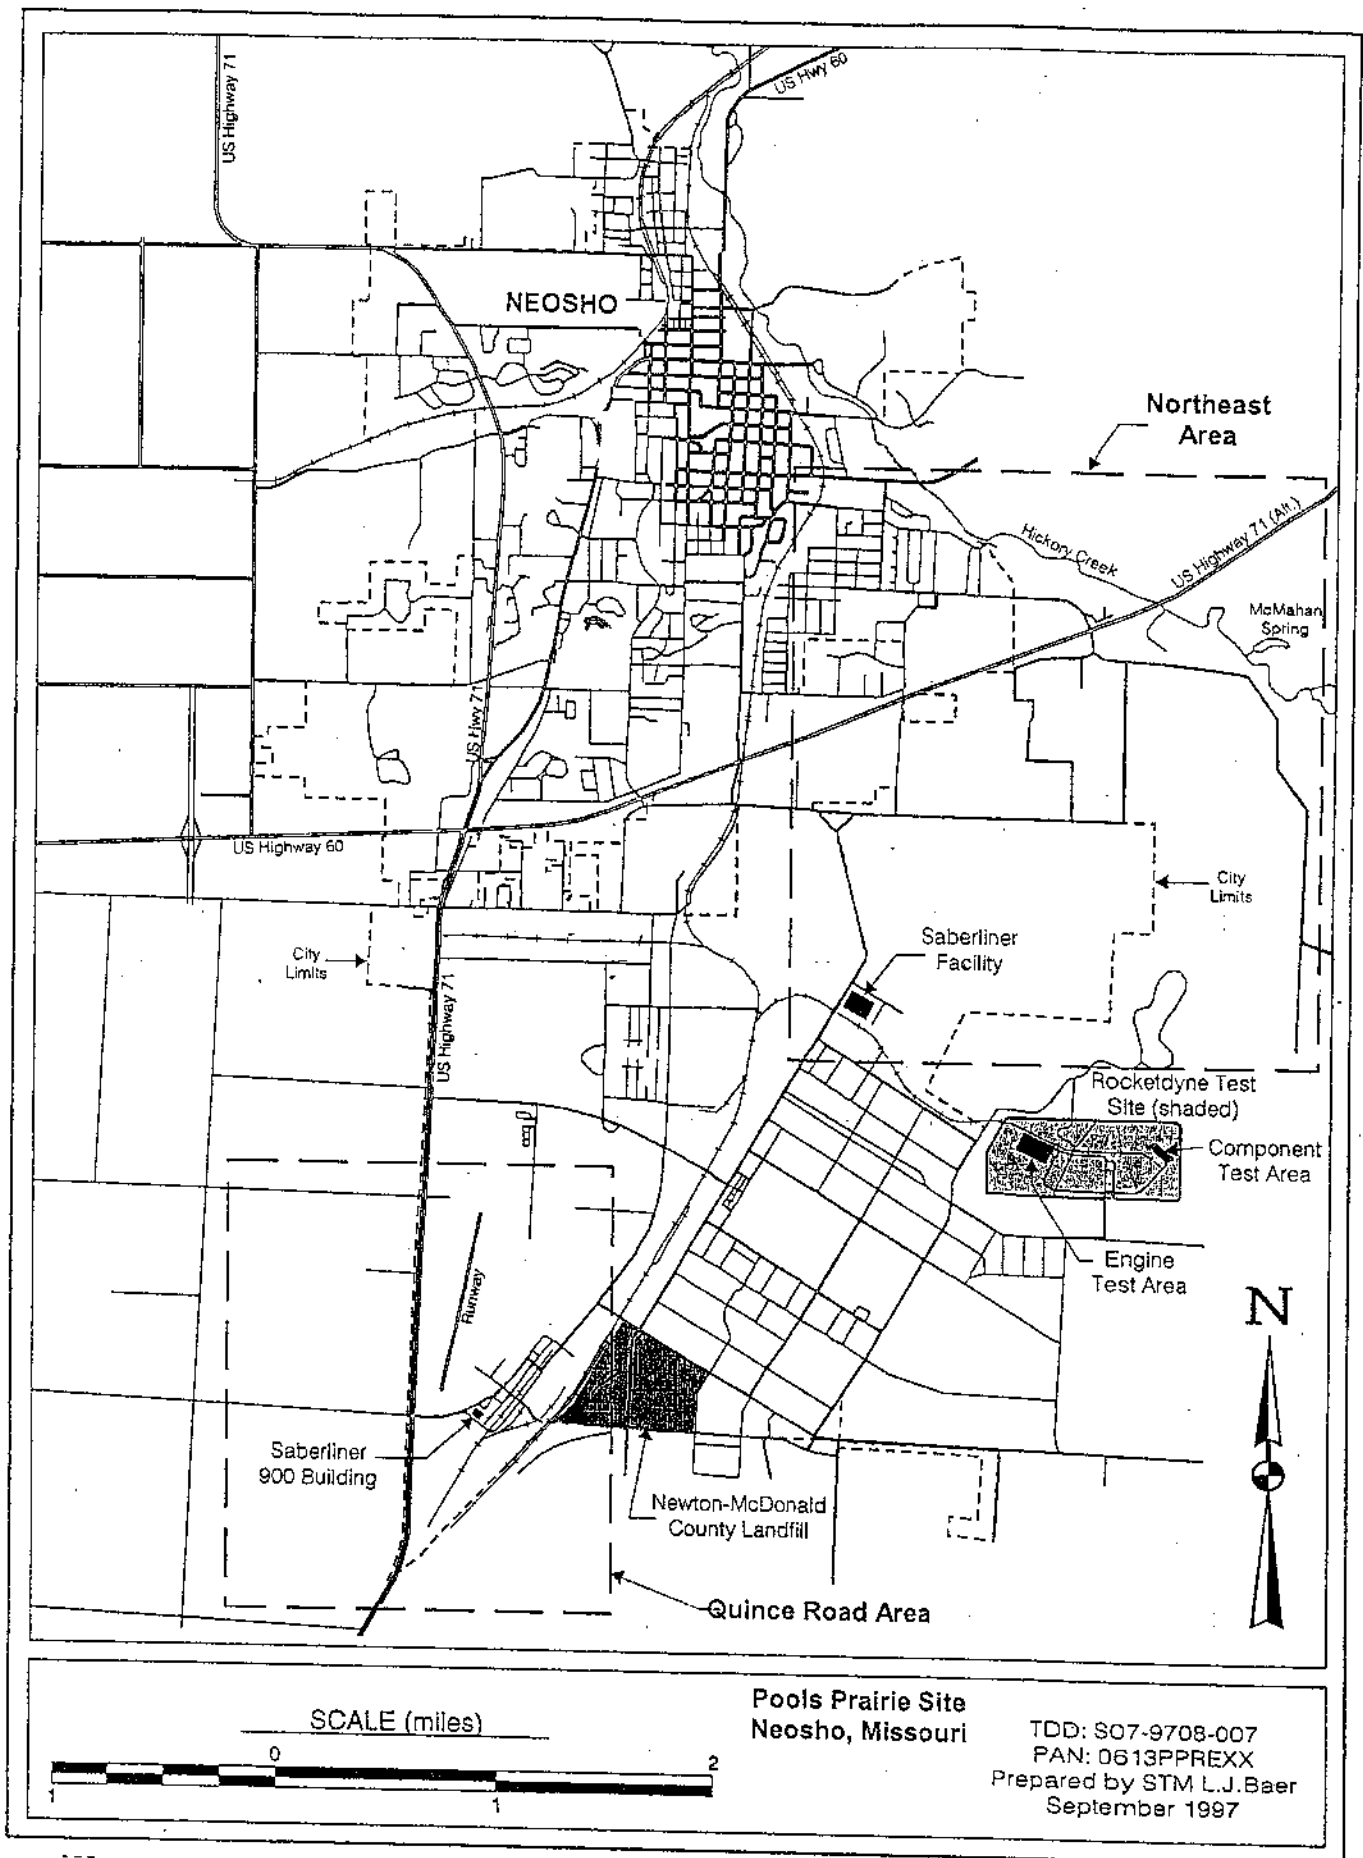 US Highway 71
US Hwy 60
NEOSHO
Northeast
Area
Hickory Creek
US Highway 71 (Alt.)
McMahan
Spring
US Hwy 71
US Highway 60
City
Limits
Saberliner
Facility
City
Limits
US Highway 71
Rocketdyne Test
Site (shaded)
Component
Test Area
Engine
Test Area
Runway
N
Saberliner
900 Building
Newton-McDonald
County Landfill
Quince Road Area
SCALE (miles)
0
2
1
1
Pools Prairie Site
Neosho, Missouri
TDD: S07-9708-007
PAN: 0613PPREXX
Prepared by STM L.J.Baer
September 1997